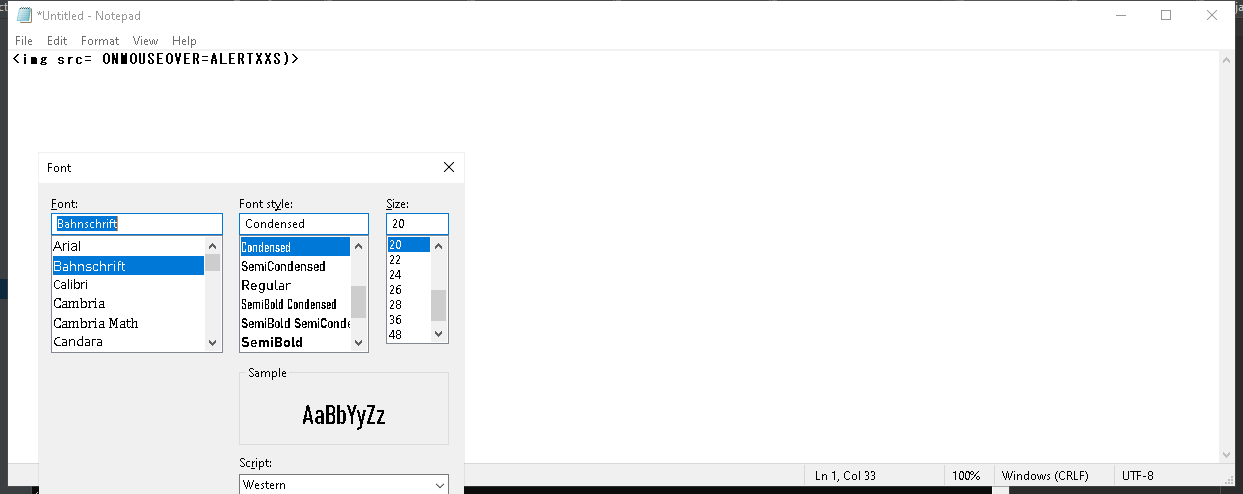 *Untitled - Notepad
File Edit Format View Help
<img src= ONMOUSEOVER=ALERTXXS)>
Font
Font: Font style: Size:
Bahnschrift Condensed 20
Arial Condensed 20
Bahnschrift SemiCondensed 22
Calibri Regular 24
Cambria SemiBold Condensed 26
Cambria Math SemiBold SemiConde 28
Candara SemiBold 36
48
Sample
AaBbYyZz
Script:
Western
Ln 1, Col 33 100% Windows (CRLF) UTF-8